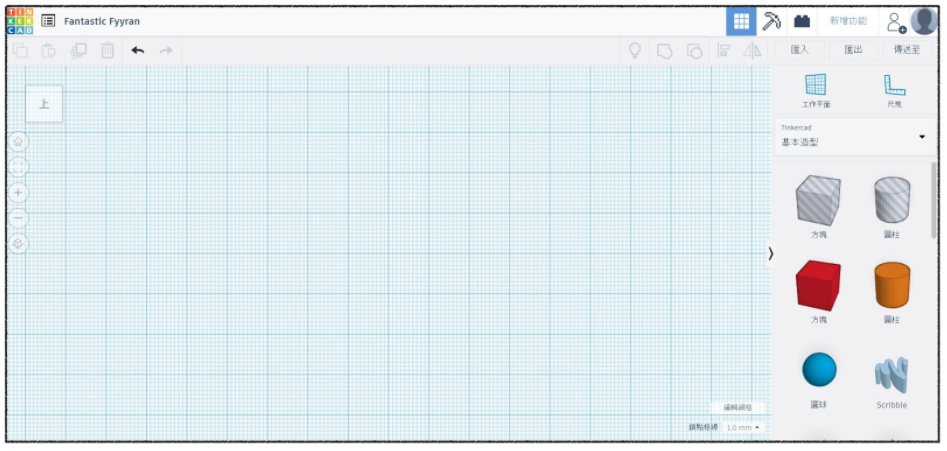 TIN
KER
CAD
Fantastic Fyyran
新增功能
匯入
匯出
傳送至
上
工作平面
尺規
Tinkercad
基本造型
方塊
圓柱
方塊
圓柱
圓球
Scribble
編輯網格
鎖點格線 1.0 mm